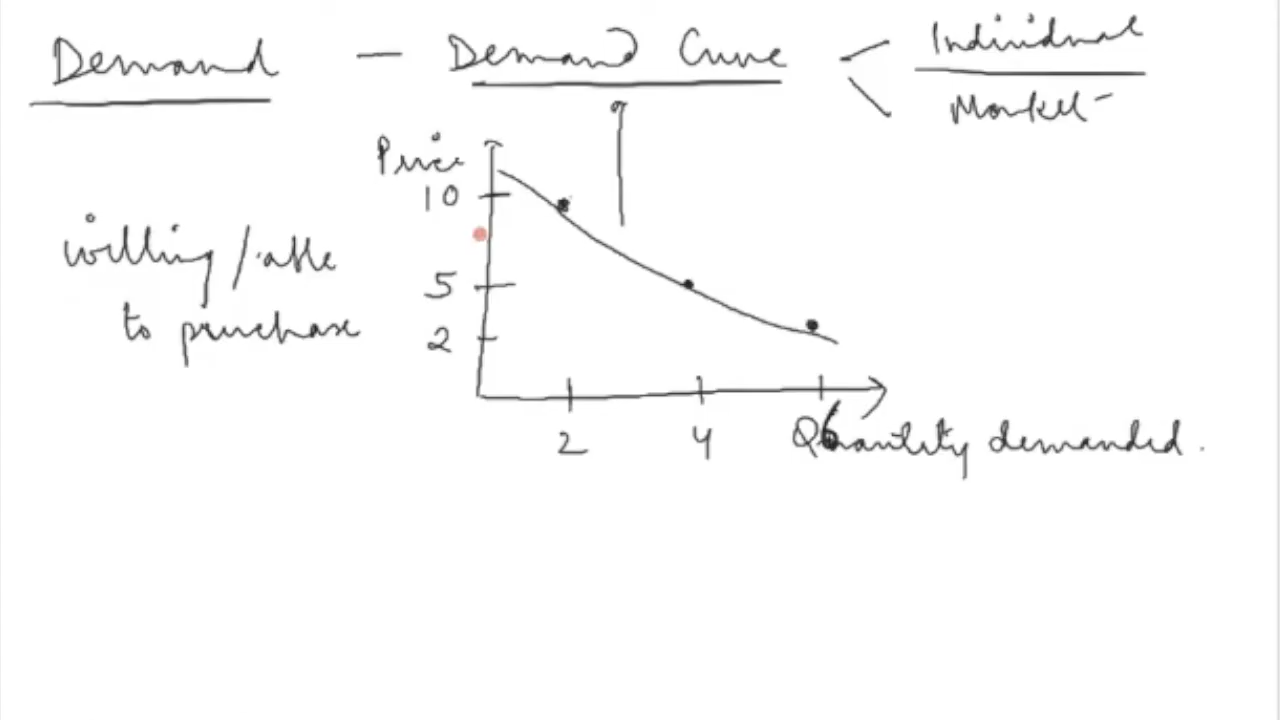 Demand — Demand Curve < Individual
Market
Price
10
willing / able
5
to purchase
2
2 4 6
Quantity demanded.